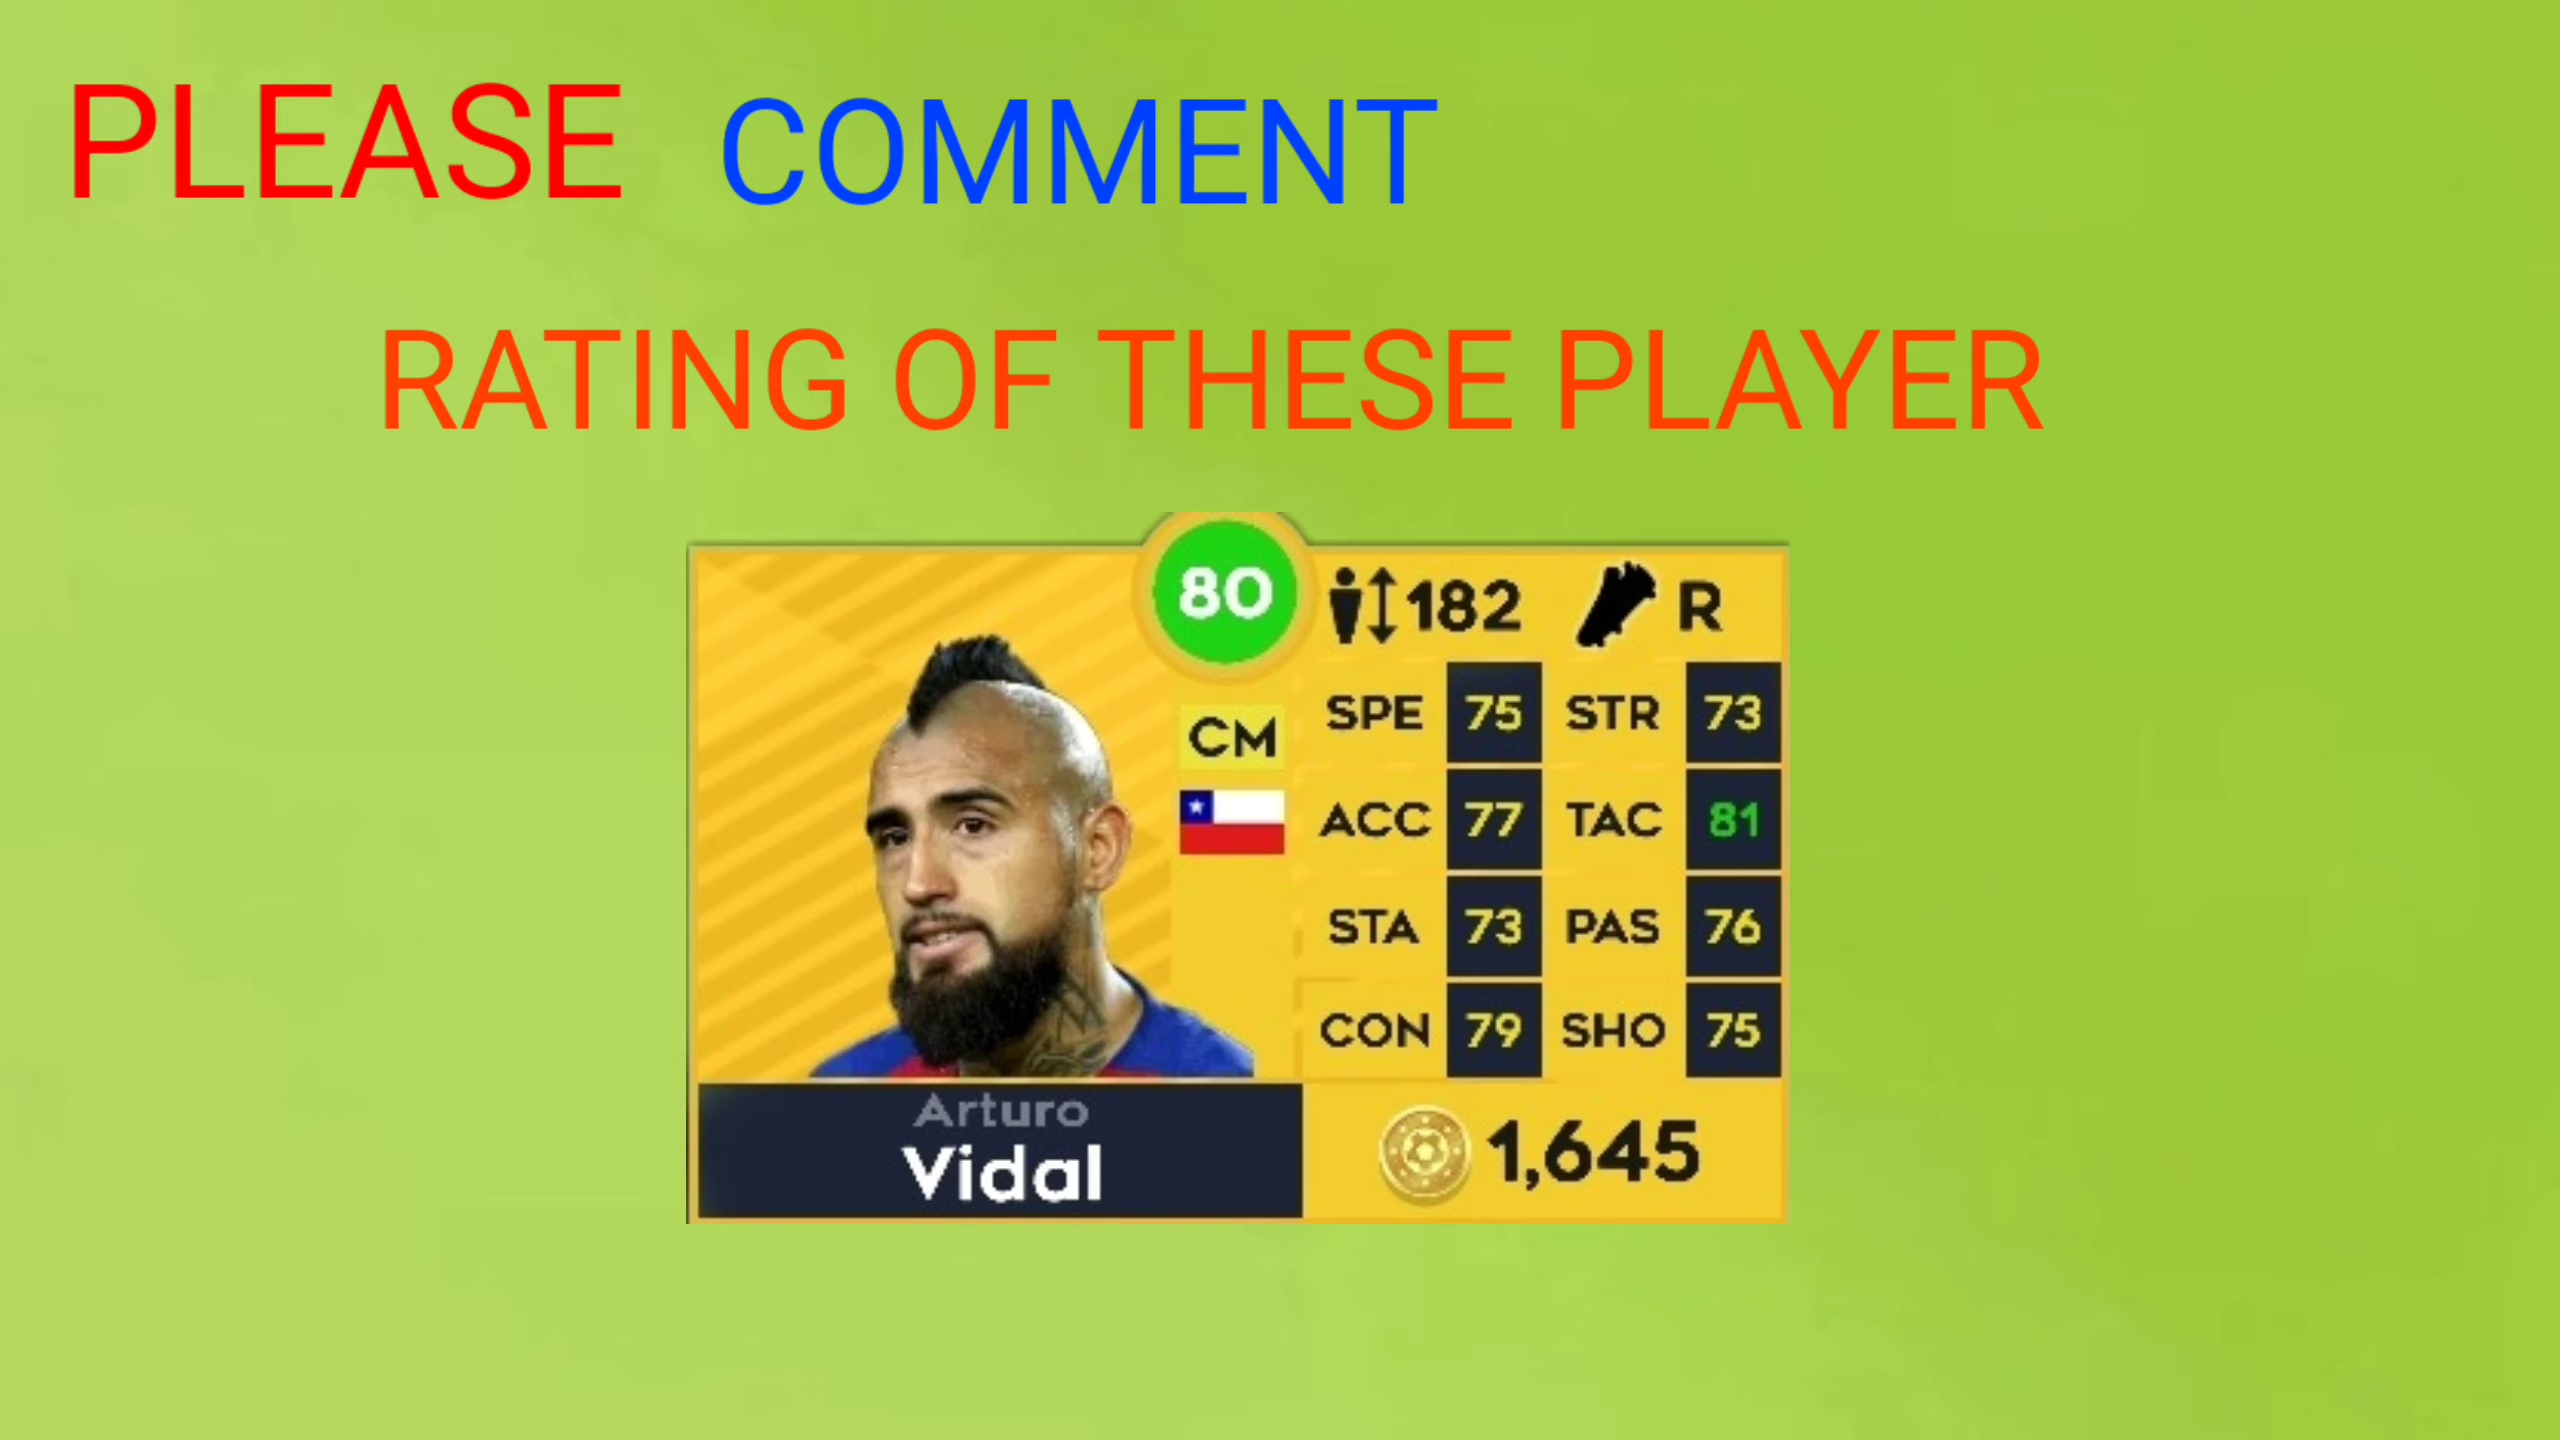 PLEASE COMMENT
RATING OF THESE PLAYER
80 182 R
SPE 75 STR 73
CM
ACC 77 TAC 81
STA 73 PAS 76
CON 79 SHO 75
Arturo
Vidal
1,645